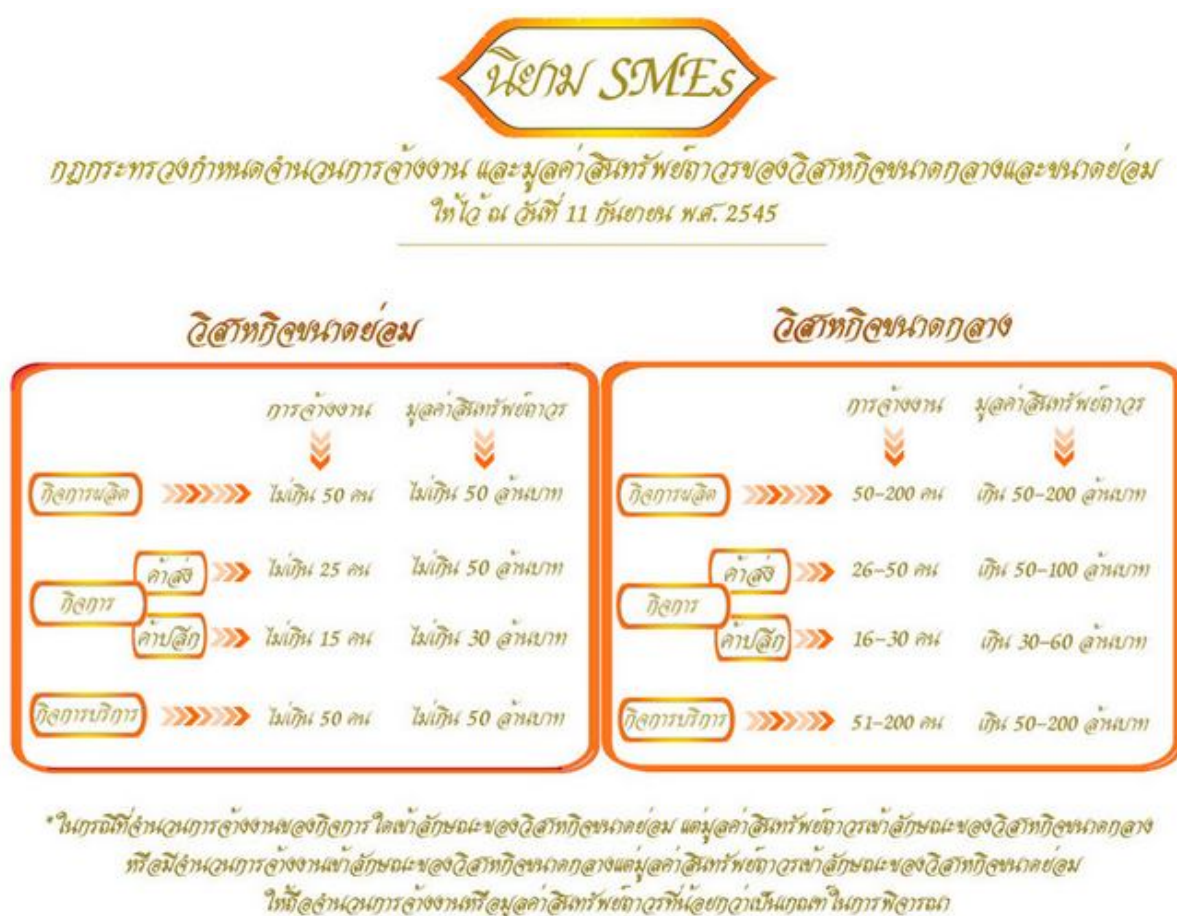 นิยาม SMEs
กฎกระทรวงกำหนดจำนวนการจ้างงาน และมูลค่าสินทรัพย์ถาวรของวิสาหกิจขนาดกลางและขนาดย่อม
ให้ไว้ ณ วันที่ 11 กันยายน พ.ศ. 2545
วิสาหกิจขนาดย่อม
การจ้างงาน มูลค่าสินทรัพย์ถาวร
กิจการผลิต ไม่เกิน 50 คน ไม่เกิน 50 ล้านบาท
ค้าส่ง ไม่เกิน 25 คน ไม่เกิน 50 ล้านบาท
กิจการ
ค้าปลีก ไม่เกิน 15 คน ไม่เกิน 30 ล้านบาท
กิจการบริการ ไม่เกิน 50 คน ไม่เกิน 50 ล้านบาท
วิสาหกิจขนาดกลาง
การจ้างงาน มูลค่าสินทรัพย์ถาวร
กิจการผลิต 50-200 คน เกิน 50-200 ล้านบาท
ค้าส่ง 26-50 คน เกิน 50-100 ล้านบาท
กิจการ
ค้าปลีก 16-30 คน เกิน 30-60 ล้านบาท
กิจการบริการ 51-200 คน เกิน 50-200 ล้านบาท
*ในกรณีที่จำนวนการจ้างงานของกิจการใดเข้าลักษณะของวิสาหกิจขนาดย่อม แต่มูลค่าสินทรัพย์ถาวรเข้าลักษณะของวิสาหกิจขนาดกลาง
หรือมีจำนวนการจ้างงานเข้าลักษณะของวิสาหกิจขนาดกลางแต่มูลค่าสินทรัพย์ถาวรเข้าลักษณะของวิสาหกิจขนาดย่อม
ให้ถือจำนวนการจ้างงานหรือมูลค่าสินทรัพย์ถาวรที่น้อยกว่าเป็นเกณฑ์ในการพิจารณา